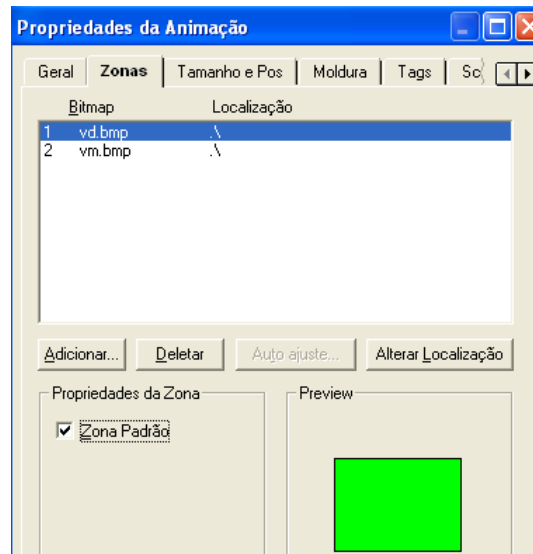 Propriedades da Animação
Geral Zonas Tamanho e Pos Moldura Tags Sc
Bitmap Localização
1 vd.bmp .\
2 vm.bmp .\
Adicionar... Deletar Auto ajuste... Alterar Localização
Propriedades da Zona Preview
Zona Padrão